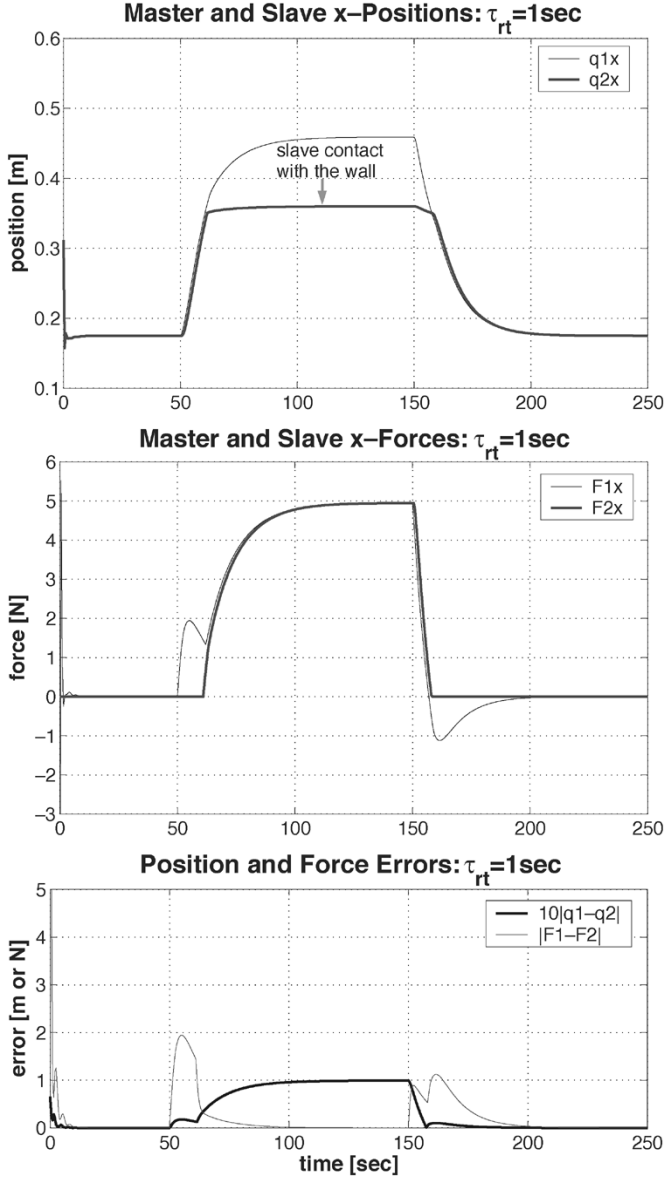 Master and Slave x–Positions: τrt=1sec
0.6
0.5
0.4
0.3
0.2
0.1
position [m]
q1x
q2x
slave contact
with the wall
0
50
100
150
200
250
Master and Slave x–Forces: τrt=1sec
6
5
4
3
2
1
0
−1
−2
−3
force [N]
F1x
F2x
0
50
100
150
200
250
Position and Force Errors: τrt=1sec
5
4
3
2
1
0
error [m or N]
10|q1–q2|
|F1–F2|
0
50
100
150
200
250
time [sec]